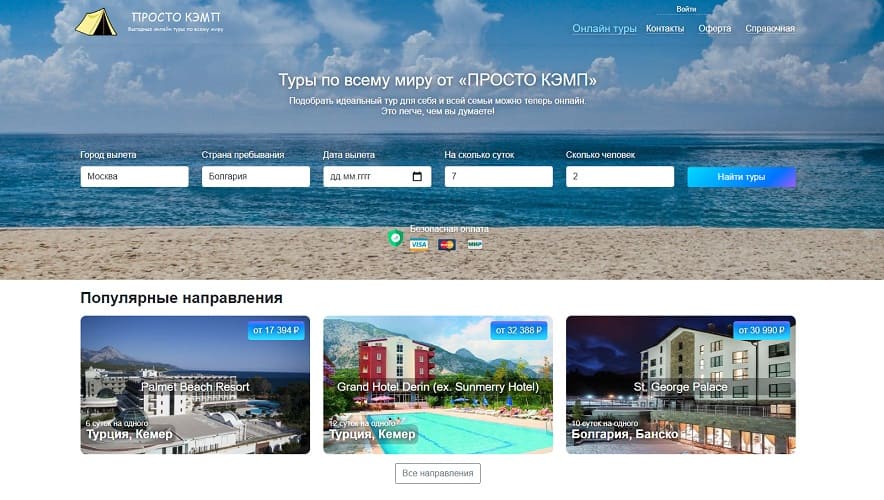 Войти
ПРОСТО КЭМП
Выгодные онлайн туры по всему миру
Онлайн туры Контакты Оферта Справочная
Туры по всему миру от «ПРОСТО КЭМП»
Подобрать идеальный тур для себя и всей семьи можно теперь онлайн.
Это легче, чем вы думаете!
Город вылета Страна пребывания Дата вылета На сколько суток Сколько человек
Москва Болгария дд.мм.гггг 7 2 Найти туры
Безопасная оплата
VISA MasterCard МИР
Популярные направления
от 17 394 ₽ от 32 388 ₽ от 30 990 ₽
Palmet Beach Resort Grand Hotel Derin (ex. Sunmerry Hotel) St. George Palace
6 суток на одного 12 суток на одного 10 суток на одного
Турция, Кемер Турция, Кемер Болгария, Банско
Все направления